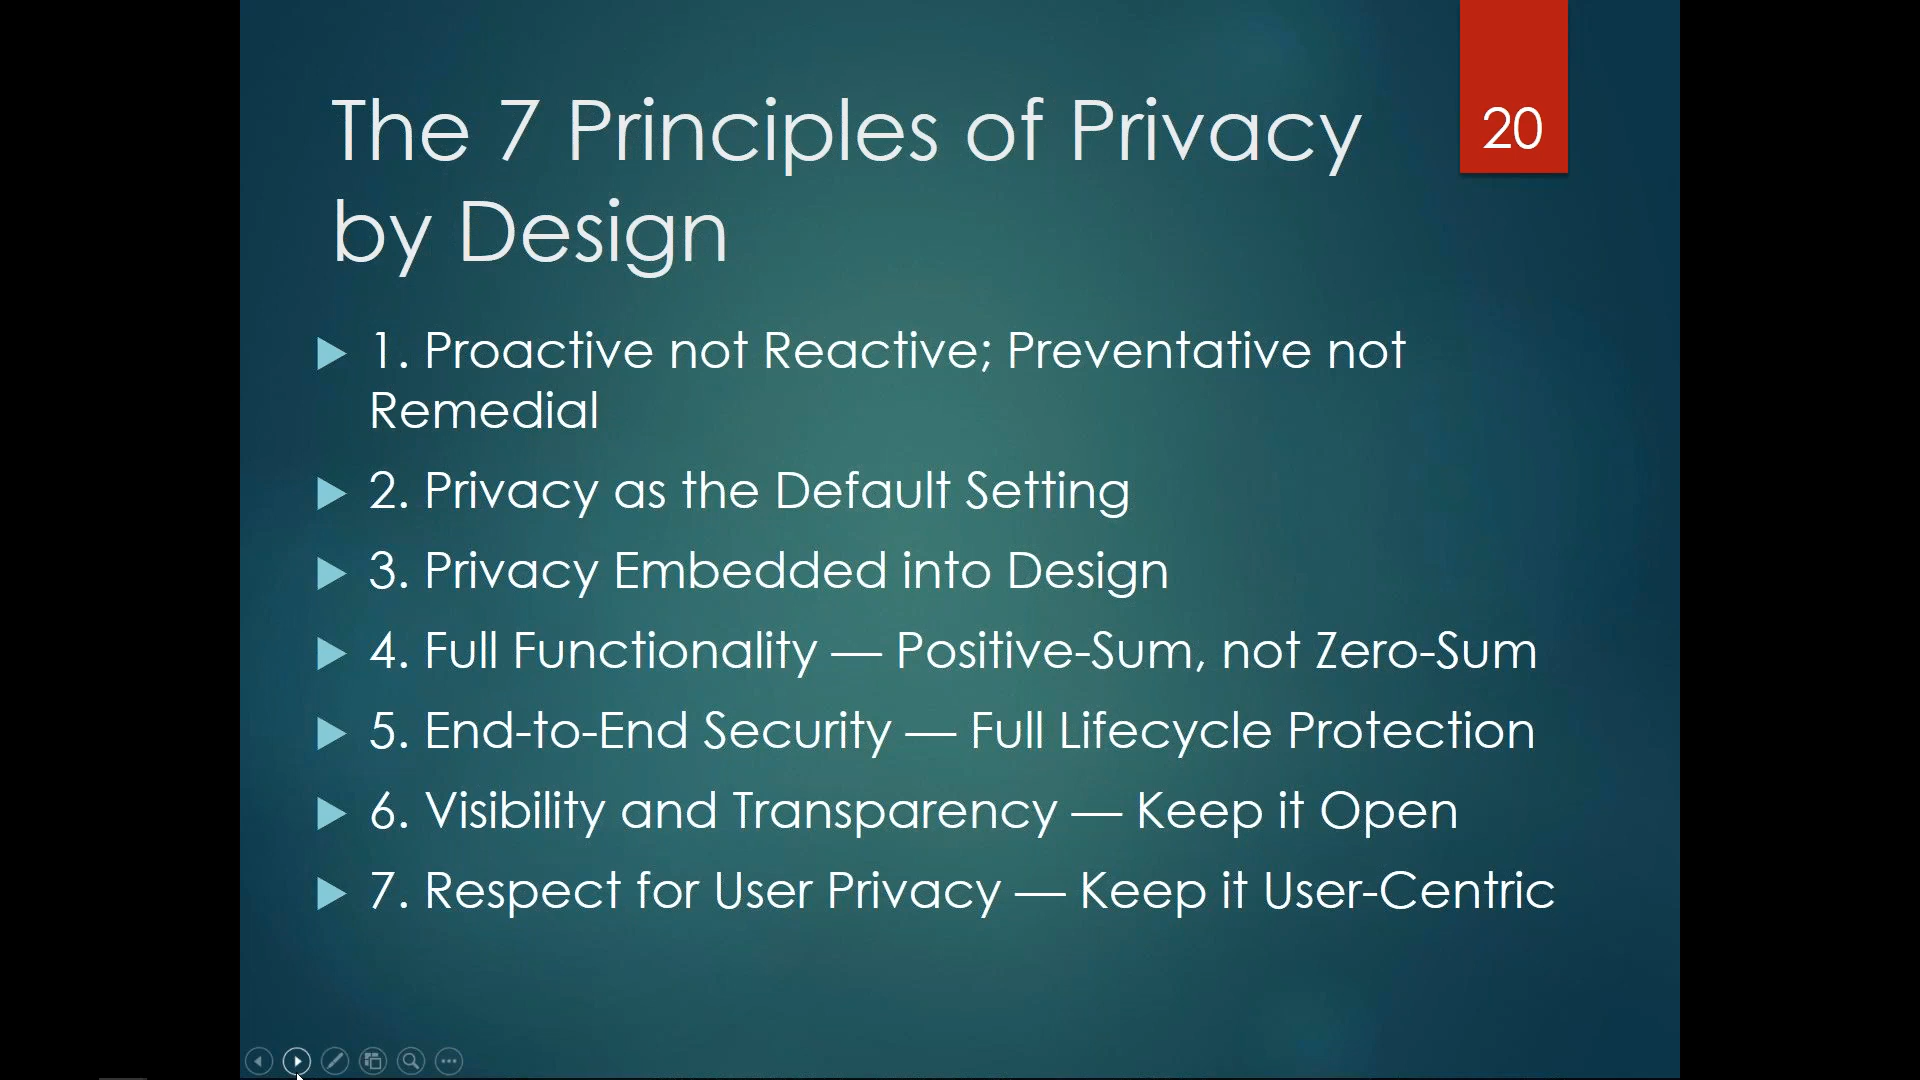 The 7 Principles of Privacy
by Design
20
1. Proactive not Reactive; Preventative not
Remedial
2. Privacy as the Default Setting
3. Privacy Embedded into Design
4. Full Functionality — Positive-Sum, not Zero-Sum
5. End-to-End Security — Full Lifecycle Protection
6. Visibility and Transparency — Keep it Open
7. Respect for User Privacy — Keep it User-Centric